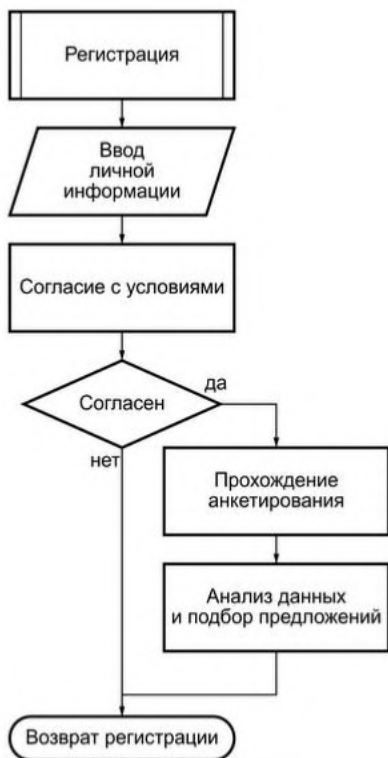 Регистрация
Ввод
личной
информации
Согласие с условиями
Согласен
да
нет
Прохождение
анкетирования
Анализ данных
и подбор предложений
Возврат регистрации